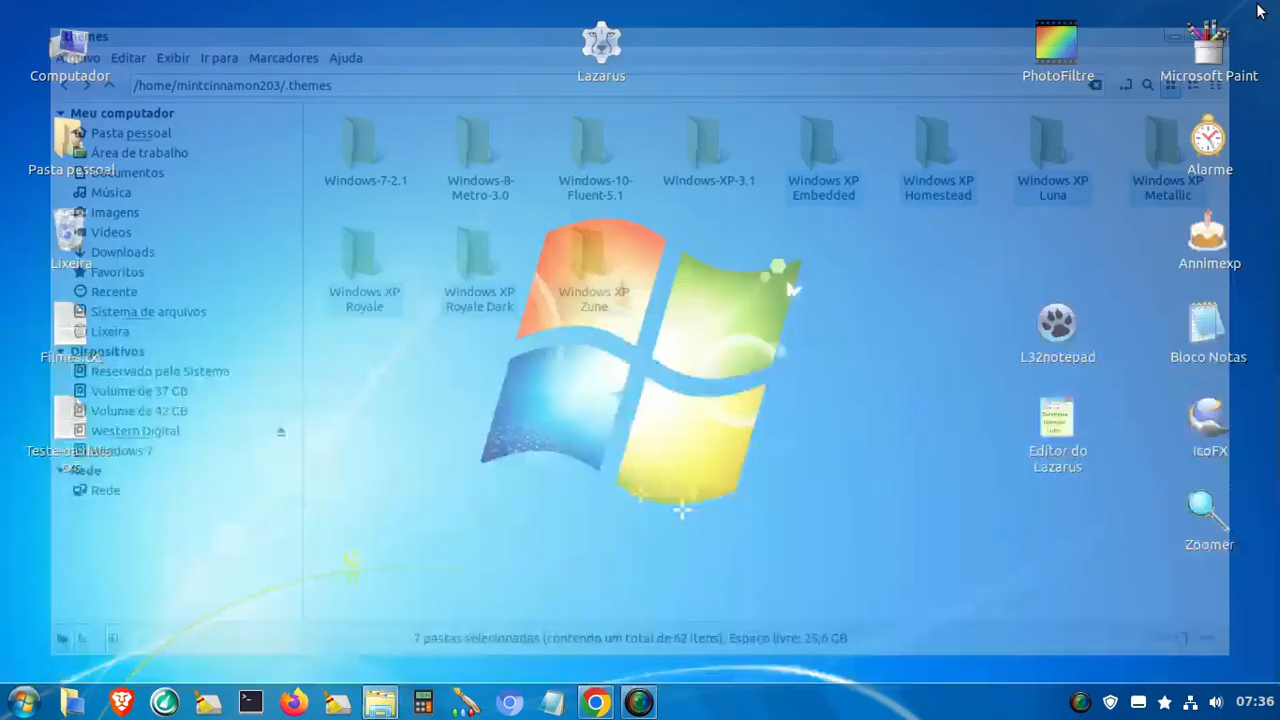 themes
Arquivo Editar Exibir Ir para Marcadores Ajuda
/home/mintcinnamon203/.themes
Meu computador
Pasta pessoal
Área de trabalho
Documentos
Música
Imagens
Vídeos
Downloads
Favoritos
Recente
Sistema de arquivos
Lixeira
Dispositivos
Reservado pelo Sistema
Volume de 37 GB
Volume de 42 GB
Western Digital
Windows 7
Rede
Rede
Windows-7-2.1
Windows-8-
Metro-3.0
Windows-10-
Fluent-5.1
Windows-XP-3.1
Windows XP
Embedded
Windows XP
Homestead
Windows XP
Luna
Windows XP
Metallic
Windows XP
Royale
Windows XP
Royale Dark
Windows XP
Zune
7 pastas selecionadas (contendo um total de 62 itens), Espaço livre: 25,6 GB
Computador
Pasta pessoal
Lixeira
Filmes.txt
Lazarus
PhotoFiltre
Microsoft Paint
Alarme
Annimexp
L32notepad
Bloco Notas
Editor do
Lazarus
IcoFX
Zoomer
07:36